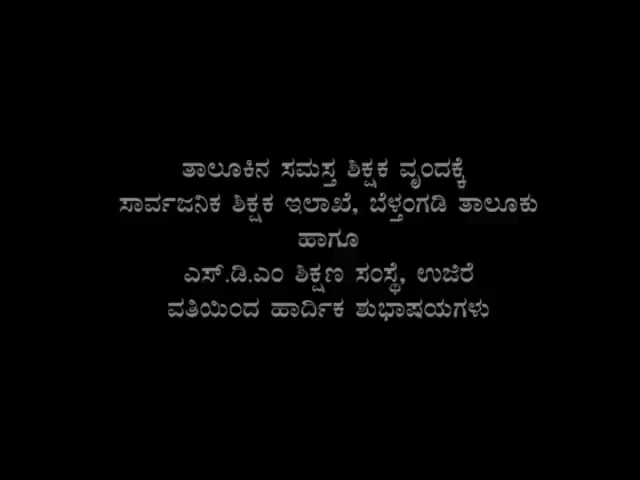 ತಾಲೂಕಿನ ಸಮಸ್ತ ಶಿಕ್ಷಕ ವೃಂದಕ್ಕೆ
ಸಾರ್ವಜನಿಕ ಶಿಕ್ಷಕ ಇಲಾಖೆ, ಬೆಳ್ತಂಗಡಿ ತಾಲೂಕು
ಹಾಗೂ
ಎಸ್.ಡಿ.ಎಂ ಶಿಕ್ಷಣ ಸಂಸ್ಥೆ, ಉಜಿರೆ
ವತಿಯಿಂದ ಹಾರ್ದಿಕ ಶುಭಾಷಯಗಳು